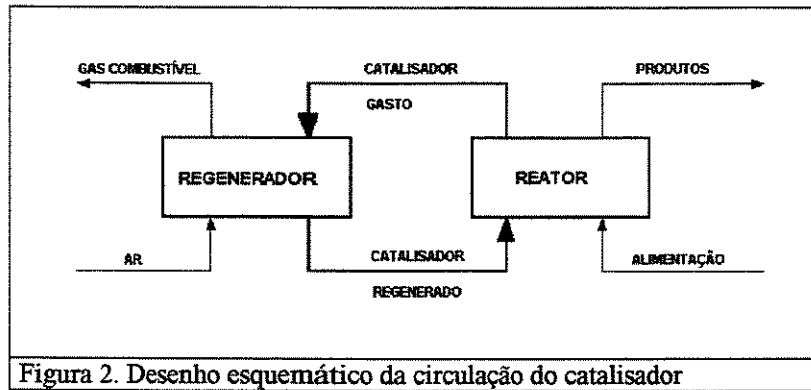 GAS COMBUSTÍVEL
CATALISADOR
PRODUTOS
GASTO
REGENERADOR
REATOR
AR
CATALISADOR
ALIMENTAÇÃO
REGENERADO
Figura 2. Desenho esquemático da circulação do catalisador